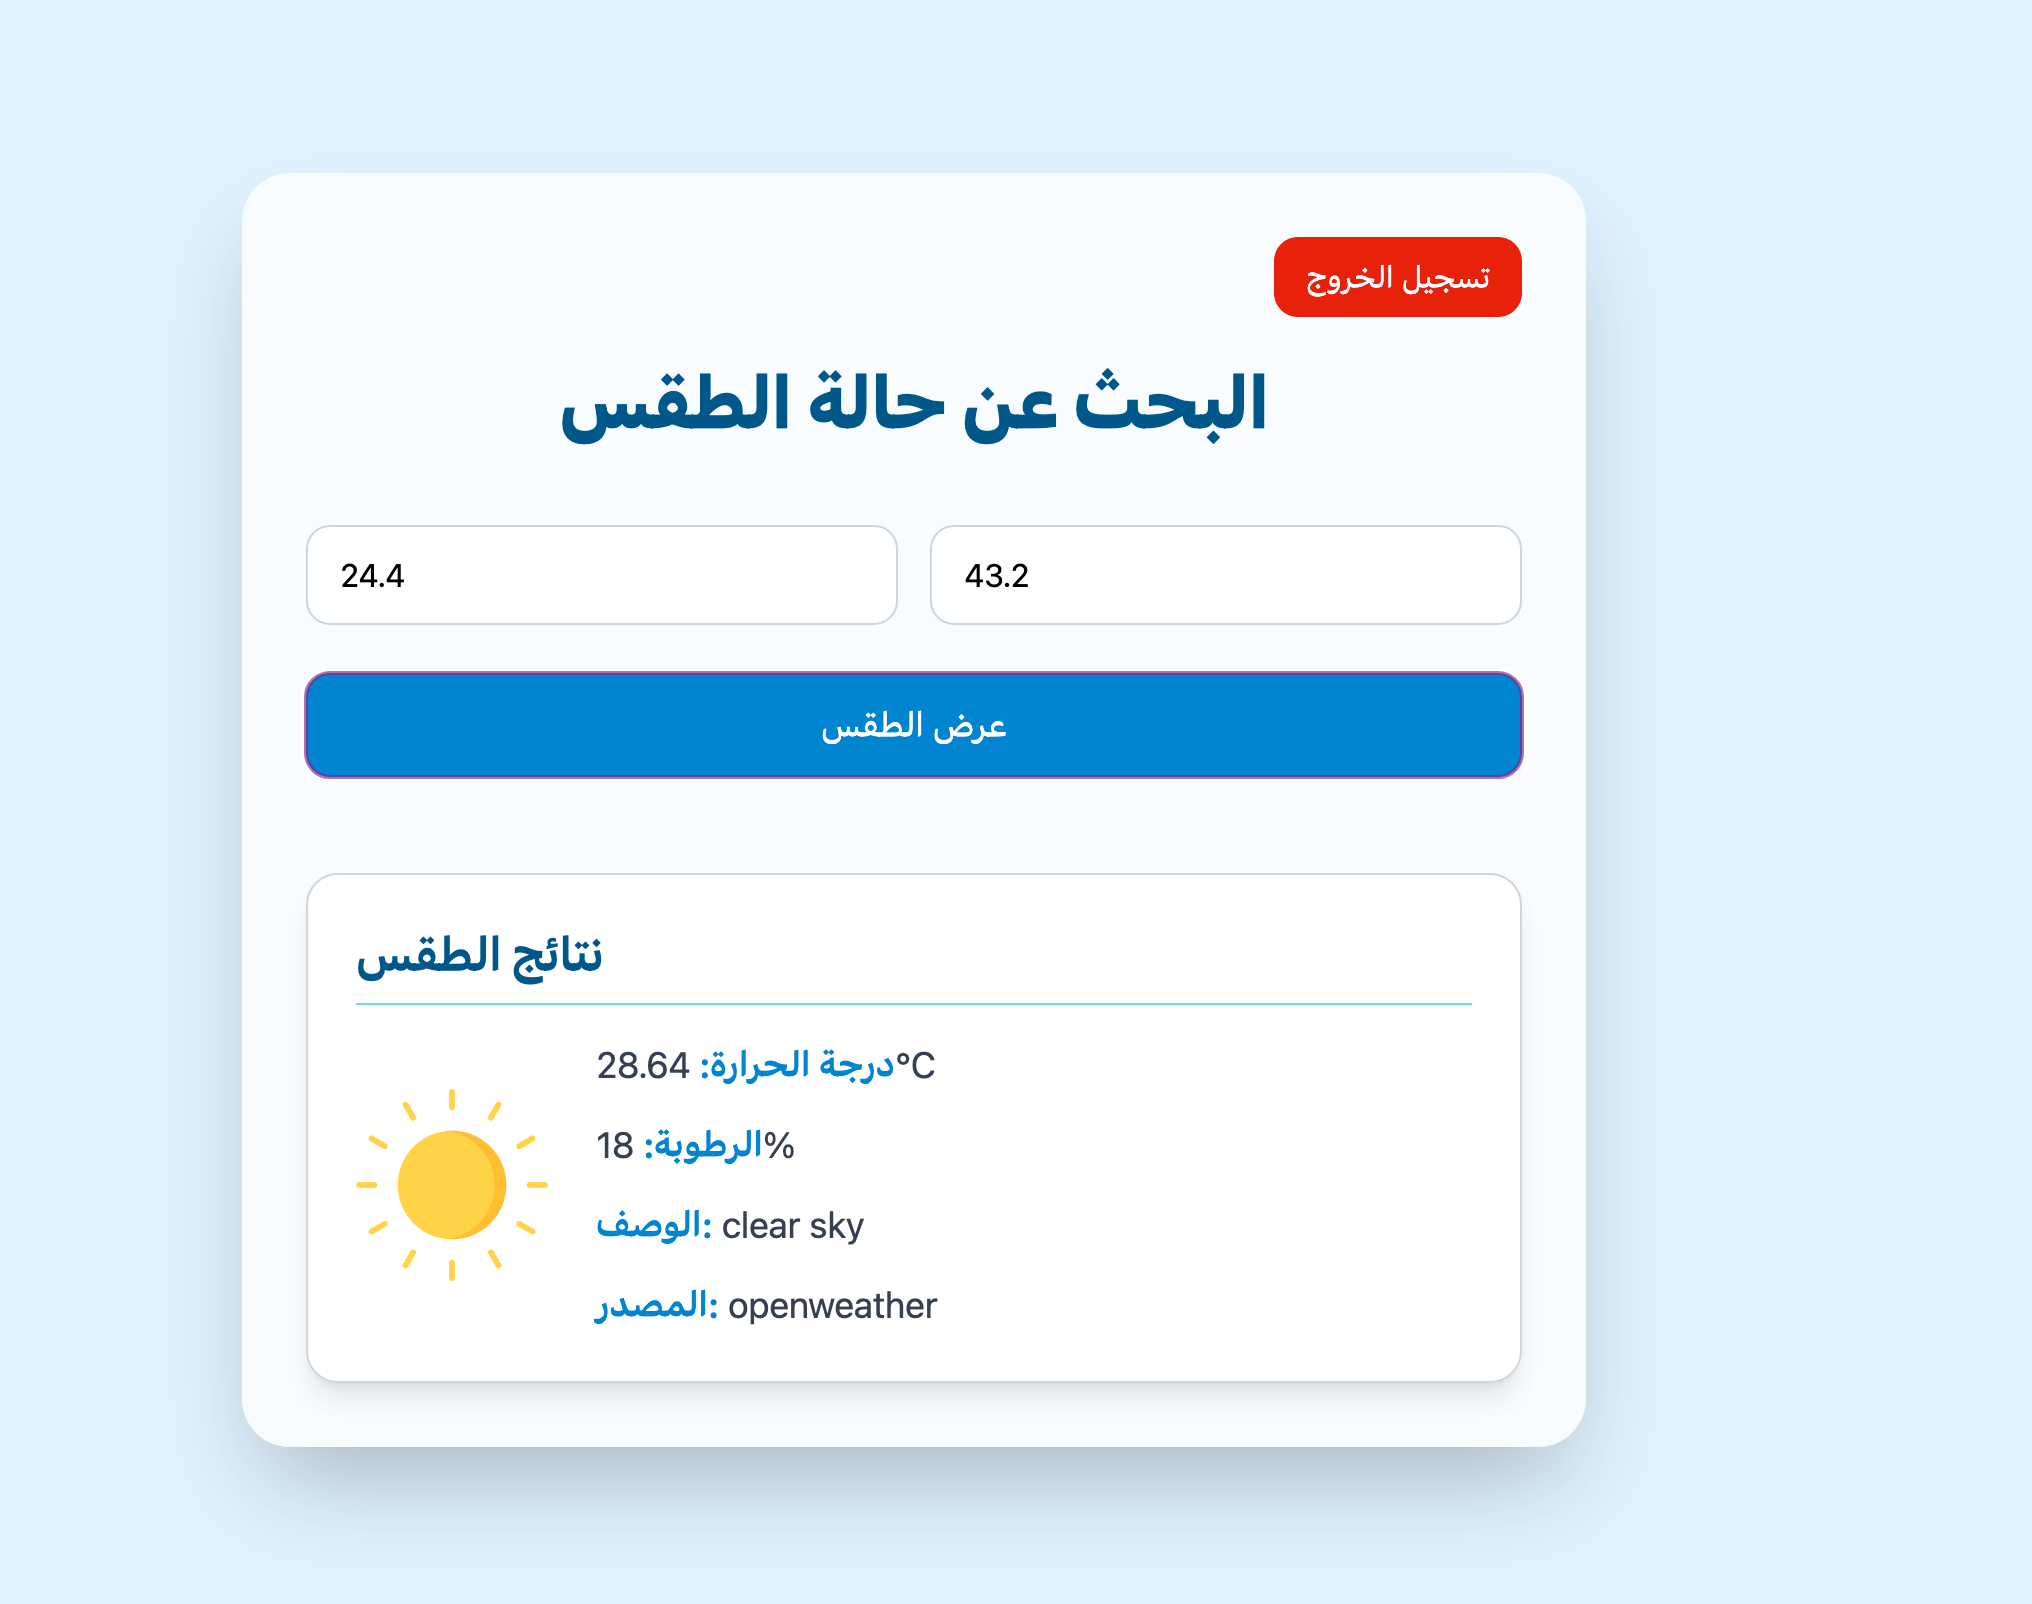 تسجيل الخروج
البحث عن حالة الطقس
24.4
43.2
عرض الطقس
نتائج الطقس
درجة الحرارة: 28.64°C
الرطوبة: 18%
الوصف: clear sky
المصدر: openweather